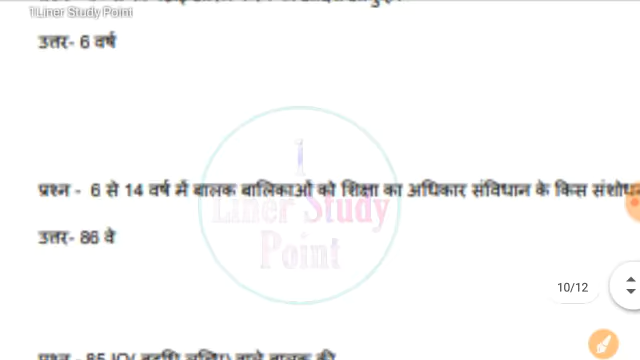 1Liner Study Point
उत्तर- 6 वर्ष
प्रश्न - 6 से 14 वर्ष में बालक बालिकाओं को शिक्षा का अधिकार संविधान के किस
1
Liner Study
Point
उत्तर- 86 वे
10/12